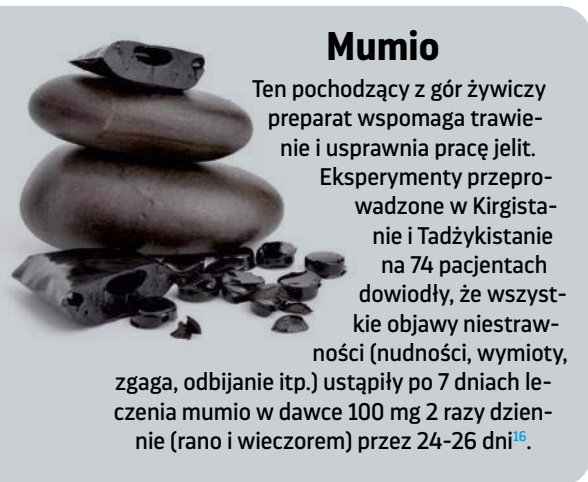 Mumio
Ten pochodzący z gór żywiczy
preparat wspomaga trawie-
nie i usprawnia pracę jelit.
Eksperymenty przepro-
wadzone w Kirgista-
nie i Tadżykistanie
na 74 pacjentach
dowiodły, że wszyst-
kie objawy niestraw-
ności (nudności, wymioty,
zgaga, odbijanie itp.) ustąpiły po 7 dniach le-
czenia mumio w dawce 100 mg 2 razy dzien-
nie (rano i wieczorem) przez 24-26 dni16.